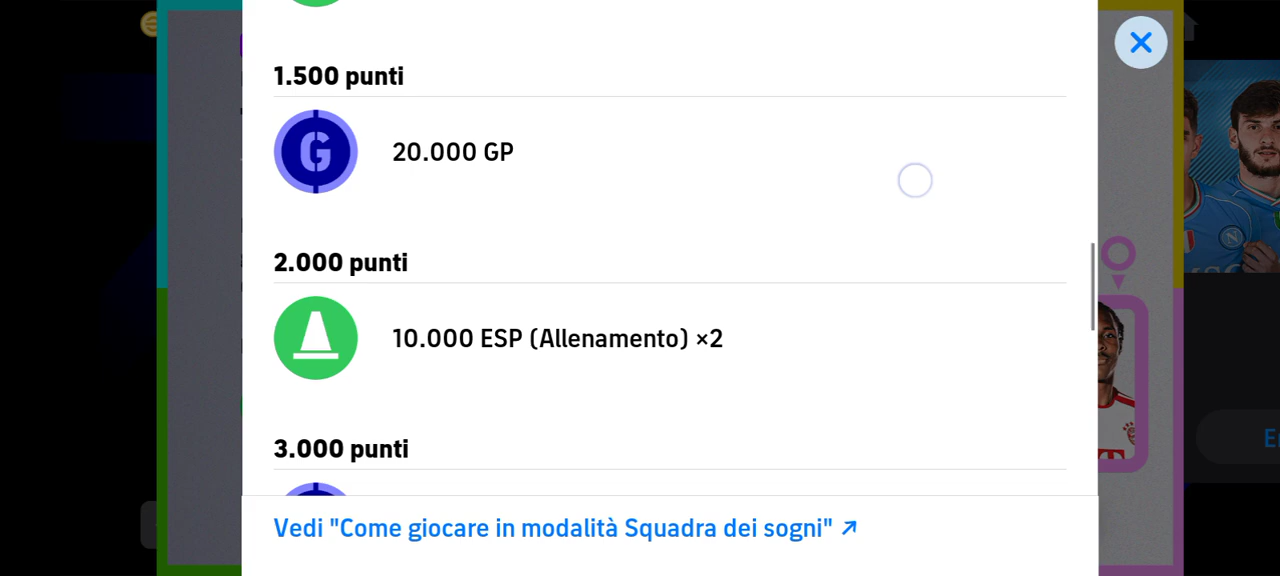 1.500 punti
G
20.000 GP
2.000 punti
10.000 ESP (Allenamento) ×2
3.000 punti
Vedi "Come giocare in modalità Squadra dei sogni" ↗